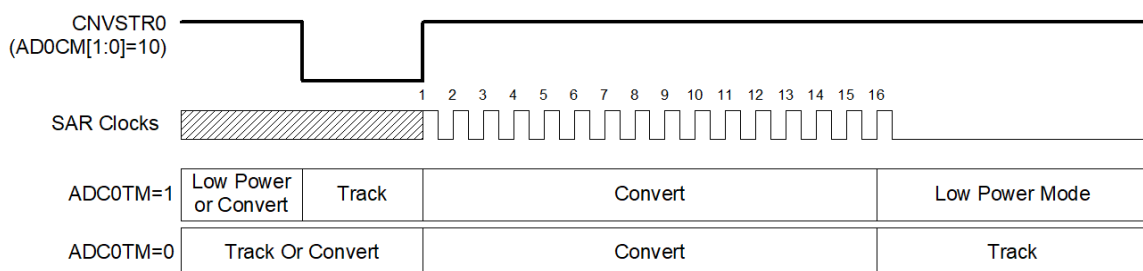 CNVSTR0
(AD0CM[1:0]=10)
1 2 3 4 5 6 7 8 9 10 11 12 13 14 15 16
SAR Clocks
ADC0TM=1
Low Power
or Convert
Track
Convert
Low Power Mode
ADC0TM=0
Track Or Convert
Convert
Track